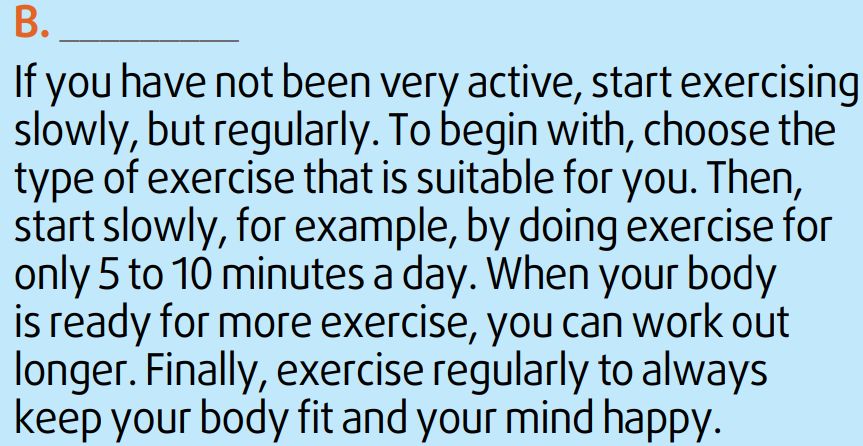 B. __________
If you have not been very active, start exercising
slowly, but regularly. To begin with, choose the
type of exercise that is suitable for you. Then,
start slowly, for example, by doing exercise for
only 5 to 10 minutes a day. When your body
is ready for more exercise, you can work out
longer. Finally, exercise regularly to always
keep your body fit and your mind happy.